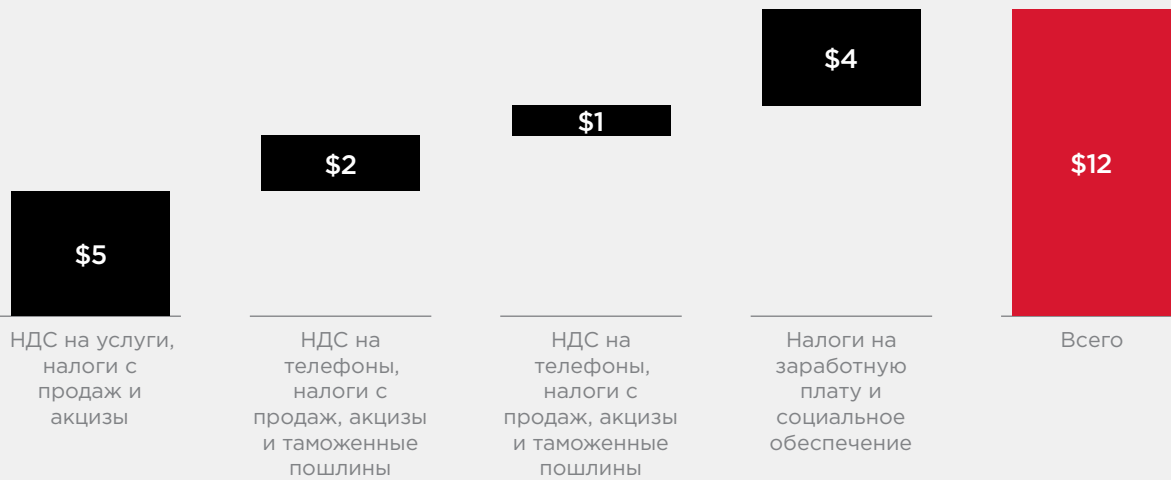 $5
$2
$1
$4
$12
НДС на услуги,
налоги с
продаж и
акцизы
НДС на
телефоны,
налоги с
продаж, акцизы
и таможенные
пошлины
НДС на
телефоны,
налоги с
продаж, акцизы
и таможенные
пошлины
Налоги на
заработную
плату и
социальное
обеспечение
Всего